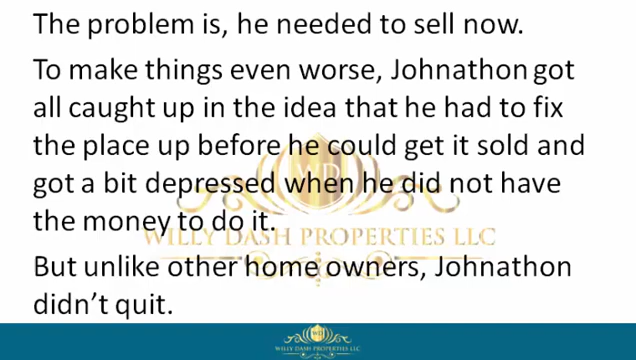 The problem is, he needed to sell now.
To make things even worse, Johnathon got
all caught up in the idea that he had to fix
the place up before he could get it sold and
got a bit depressed when he did not have
the money to do it.
WILLY DASH PROPERTIES LLC
But unlike other home owners, Johnathon
didn’t quit.
WILLY DASH PROPERTIES LLC